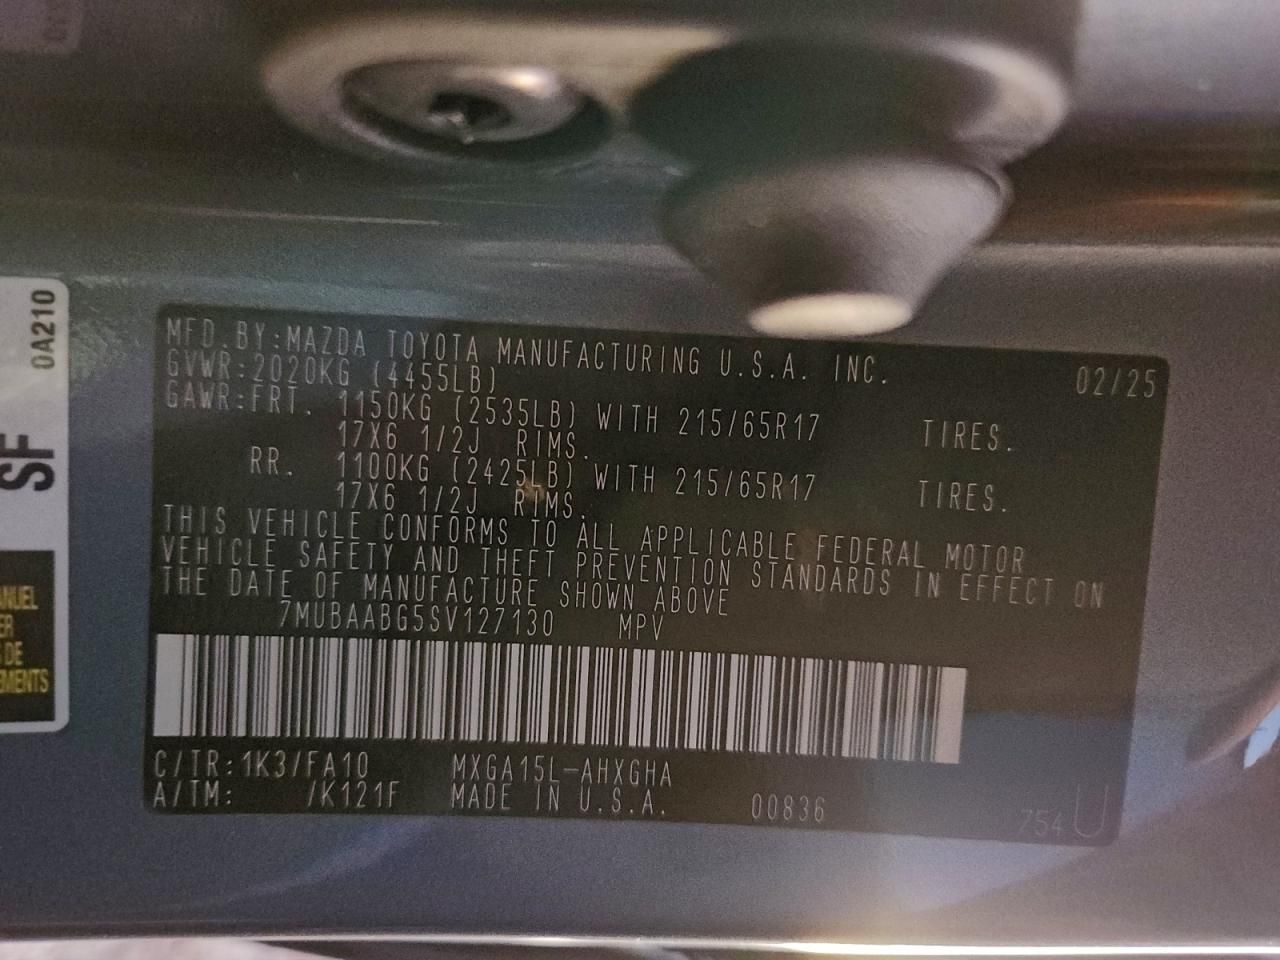 MFD.BY:MAZDA TOYOTA MANUFACTURING U.S.A. INC.
02/25
GVWR:2020KG (4455LB)
GAWR:FRT. 1150KG (2535LB) WITH 215/65R17 TIRES.
17X6 1/2J RIMS.
RR. 1100KG (2425LB) WITH 215/65R17 TIRES.
17X6 1/2J RIMS.
THIS VEHICLE CONFORMS TO ALL APPLICABLE FEDERAL MOTOR
VEHICLE SAFETY AND THEFT PREVENTION STANDARDS IN EFFECT ON
THE DATE OF MANUFACTURE SHOWN ABOVE
7MUBAABG5SV127130 MPV
C/TR:1K3/FA10 MXGA15L-AHXGHA
A/TM: /K121F MADE IN U.S.A. 00836
754 U
0A210
SF
DE